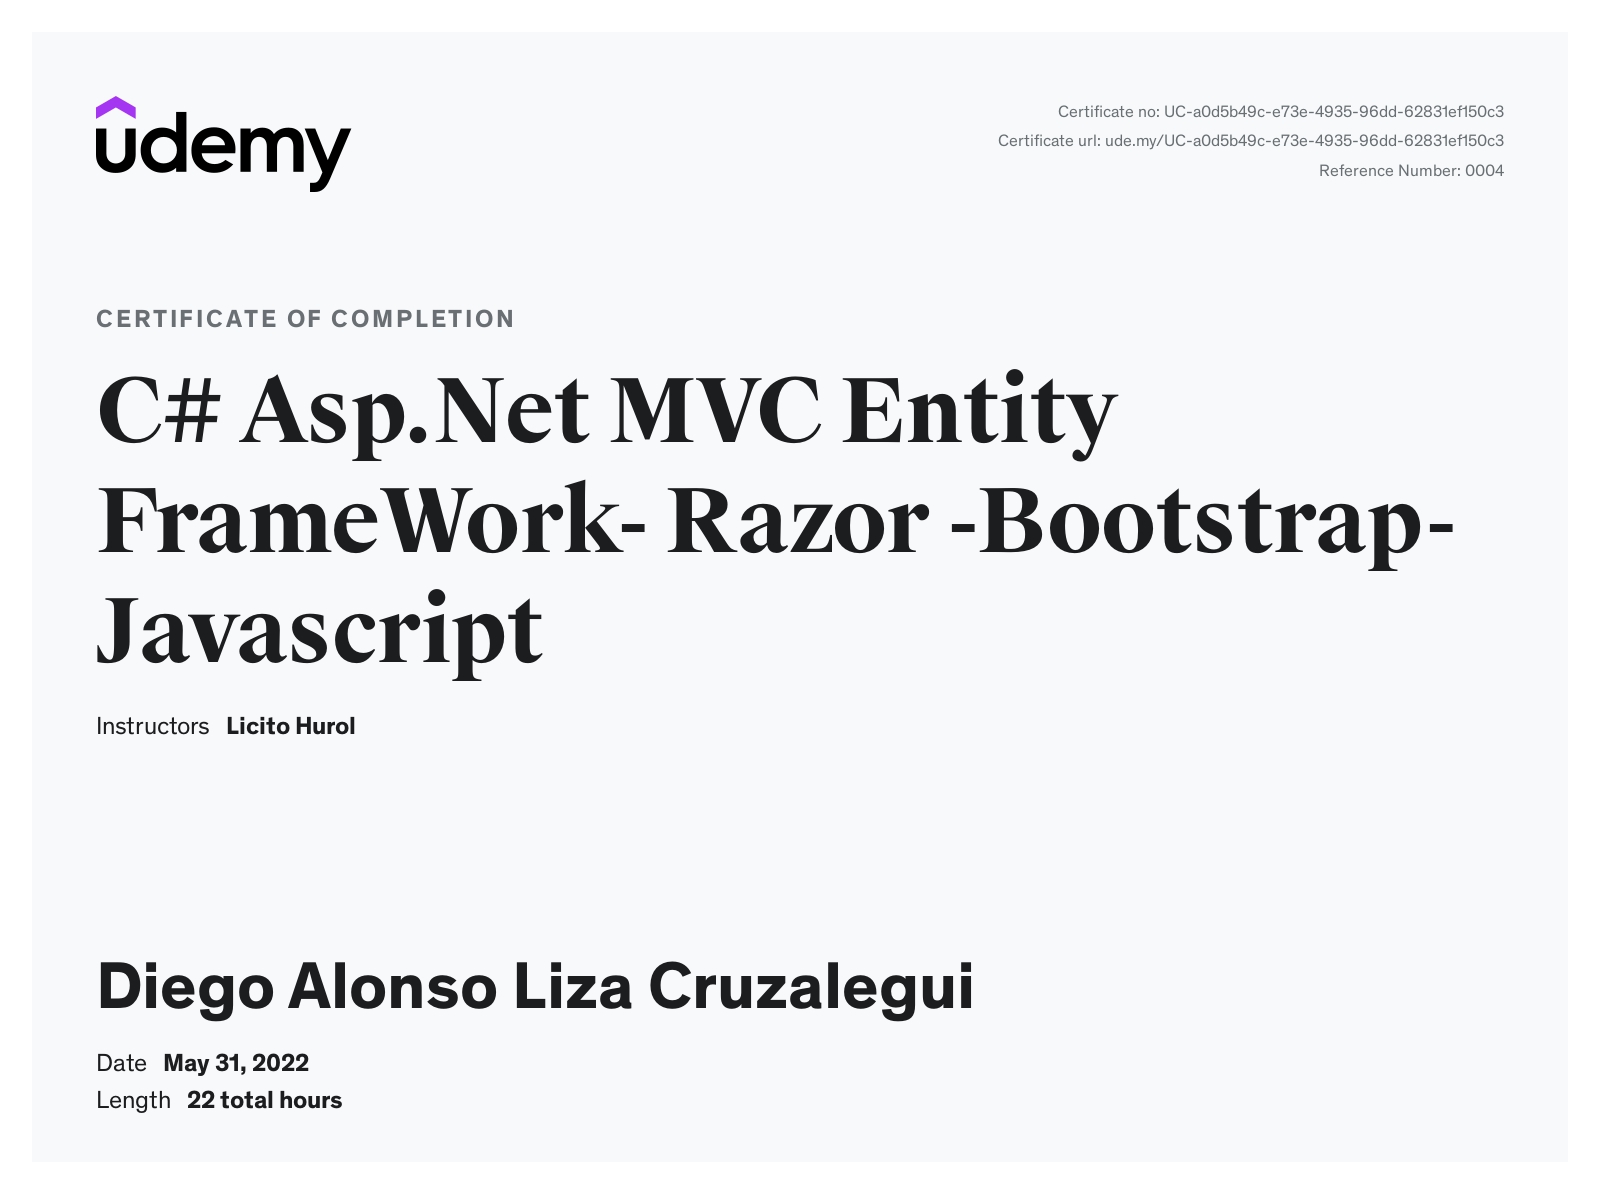 udemy
Certificate no: UC-a0d5b49c-e73e-4935-96dd-62831ef150c3
Certificate url: ude.my/UC-a0d5b49c-e73e-4935-96dd-62831ef150c3
Reference Number: 0004
CERTIFICATE OF COMPLETION
C# Asp.Net MVC Entity
FrameWork- Razor -Bootstrap-
Javascript
Instructors Licito Hurol
Diego Alonso Liza Cruzalegui
Date May 31, 2022
Length 22 total hours